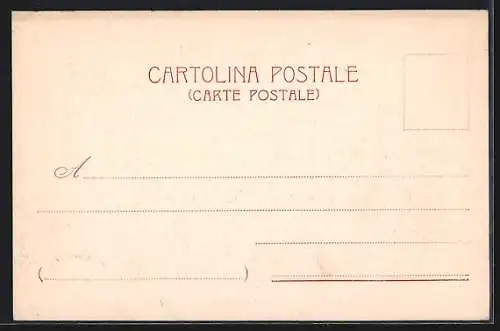 CARTOLINA POSTALE
(CARTE POSTALE)
A
( )